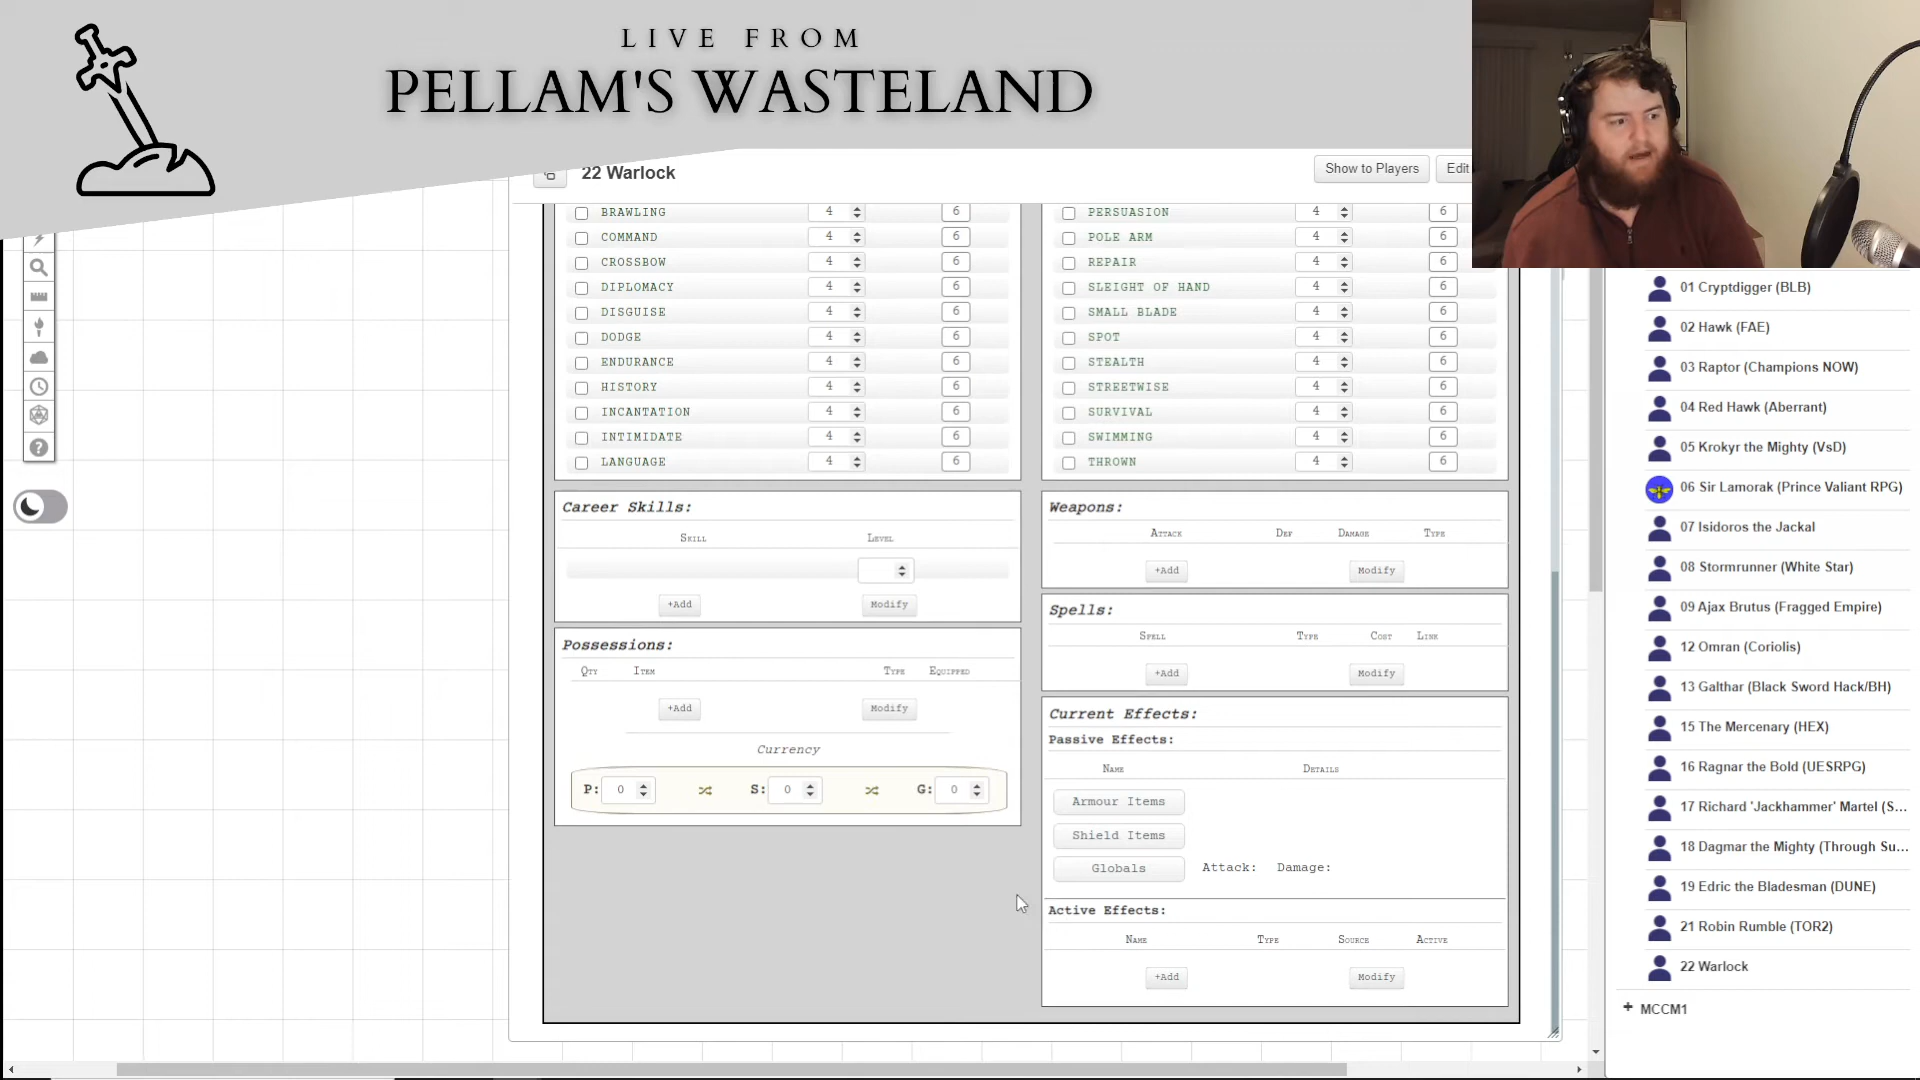 LIVE FROM
PELLAM'S WASTELAND
22 Warlock
Show to Players
Edit
BRAWLING 4 6
COMMAND 4 6
CROSSBOW 4 6
DIPLOMACY 4 6
DISGUISE 4 6
DODGE 4 6
ENDURANCE 4 6
HISTORY 4 6
INCANTATION 4 6
INTIMIDATE 4 6
LANGUAGE 4 6
PERSUASION 4 6
POLE ARM 4 6
REPAIR 4 6
SLEIGHT OF HAND 4 6
SMALL BLADE 4 6
SPOT 4 6
STEALTH 4 6
STREETWISE 4 6
SURVIVAL 4 6
SWIMMING 4 6
THROWN 4 6
Career Skills:
Skill Level
+Add Modify
Possessions:
Qty Item Type Equipped
+Add Modify
Currency
P: 0 S: 0 G: 0
Weapons:
Attack Def Damage Type
+Add Modify
Spells:
Spell Type Cost Link
+Add Modify
Current Effects:
Passive Effects:
Name Details
Armour Items
Shield Items
Globals Attack: Damage:
Active Effects:
Name Type Source Active
+Add Modify
01 Cryptdigger (BLB)
02 Hawk (FAE)
03 Raptor (Champions NOW)
04 Red Hawk (Aberrant)
05 Krokyr the Mighty (VsD)
06 Sir Lamorak (Prince Valiant RPG)
07 Isidoros the Jackal
08 Stormrunner (White Star)
09 Ajax Brutus (Fragged Empire)
12 Omran (Coriolis)
13 Galthar (Black Sword Hack/BH)
15 The Mercenary (HEX)
16 Ragnar the Bold (UESRPG)
17 Richard 'Jackhammer' Martel (S...
18 Dagmar the Mighty (Through Su...
19 Edric the Bladesman (DUNE)
21 Robin Rumble (TOR2)
22 Warlock
+ MCCM1